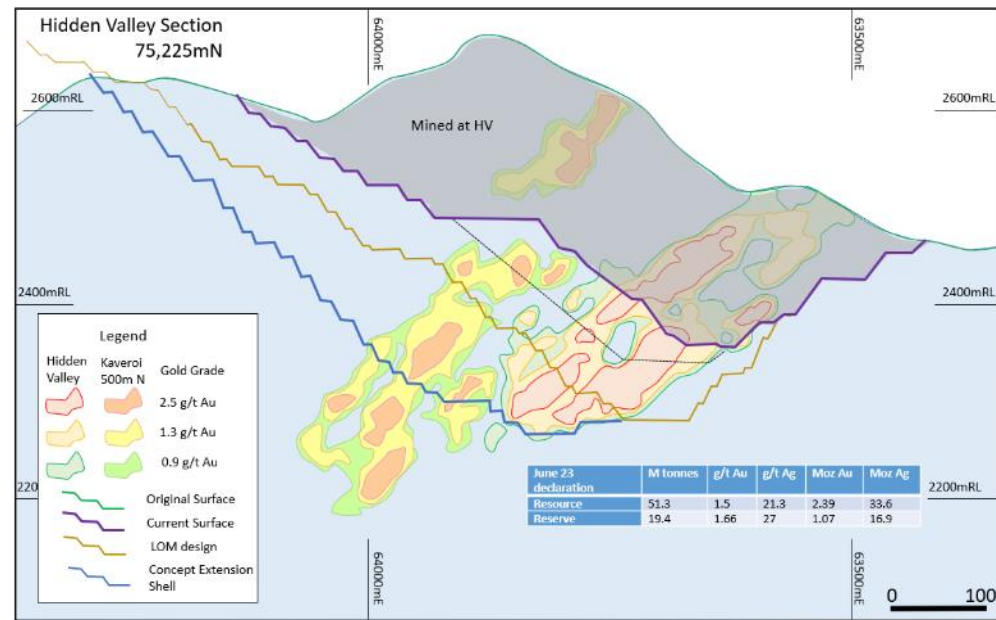 Hidden Valley Section
75,225mN
64000mE
63500mE
2600mRL
2600mRL
Mined at HV
2400mRL
2400mRL
Legend
Hidden Valley
Kaveroi 500m N
Gold Grade
2.5 g/t Au
1.3 g/t Au
0.9 g/t Au
Original Surface
Current Surface
LOM design
Concept Extension
Shell
June 23 declaration M tonnes g/t Au g/t Ag Moz Au Moz Ag
Resource 51.3 1.5 21.3 2.39 33.6
Reserve 19.4 1.66 27 1.07 16.9
220
2200mRL
64000mE
63500mE
0 100